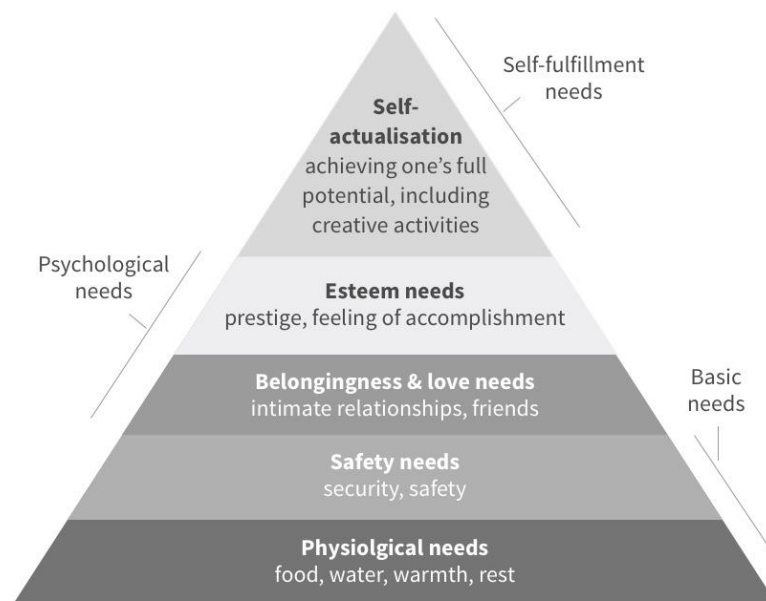 Self-fulfillment
needs
Self-
actualisation
achieving one's full
potential, including
creative activities
Psychological
needs
Esteem needs
prestige, feeling of accomplishment
Belongingness & love needs
intimate relationships, friends
Basic
needs
Safety needs
security, safety
Physiolgical needs
food, water, warmth, rest